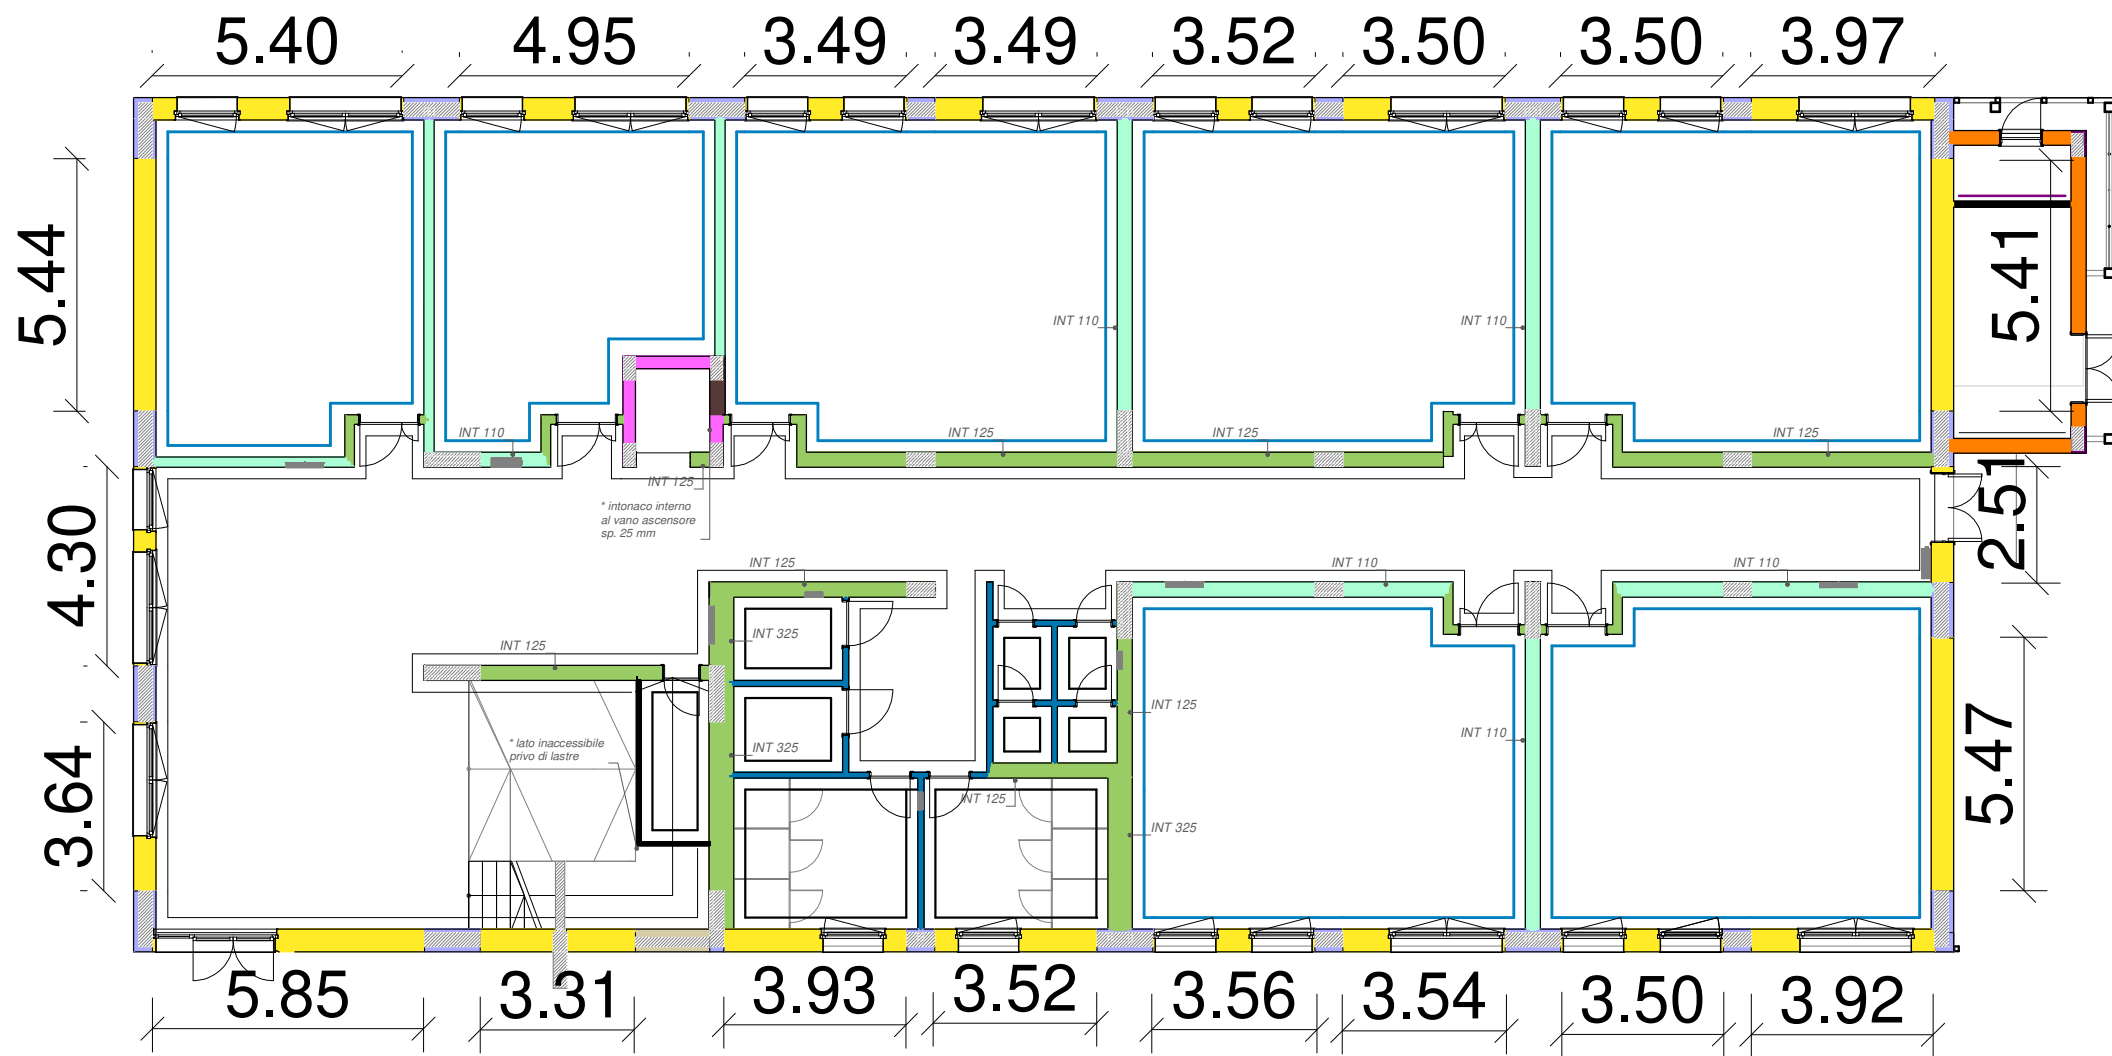 5.40 4.95 3.49 3.49 3.52 3.50 3.50 3.97
5.44
5.41
INT 110
INT 110
INT 110
INT 125
INT 125
INT 125
INT 125
* intonaco interno
al vano ascensore
sp. 25 mm
4.30
2.51
INT 125
INT 110
INT 110
INT 325
INT 125
INT 125
INT 110
* lato inaccessibile
privo di lastre
INT 325
3.64
5.47
INT 125
INT 325
5.85 3.31 3.93 3.52 3.56 3.54 3.50 3.92